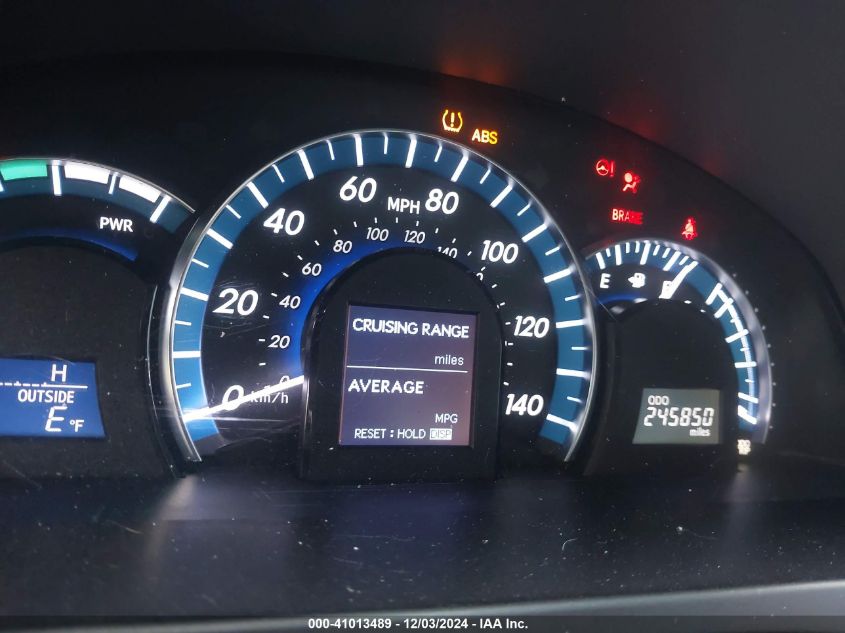 ABS
PWR
BRAKE
MPH
0 20 40 60 80 100 120 140
km/h
0 20 40 60 80 100 120 140
E
CRUISING RANGE
miles
AVERAGE
MPG
RESET : HOLD DISP
H
OUTSIDE
E °F
ODO
245850
miles
000-41013489 - 12/03/2024 - IAA Inc.